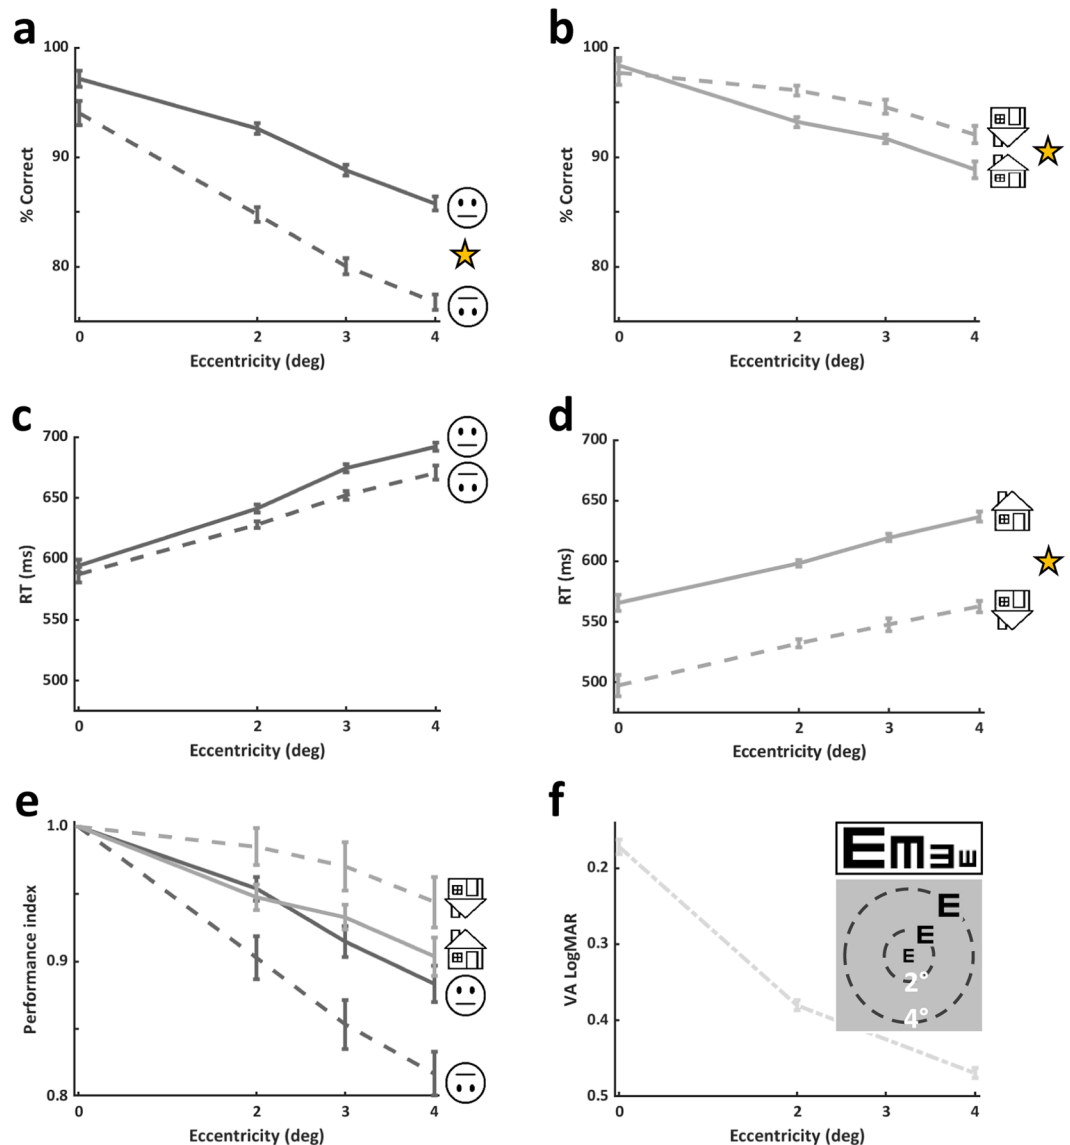 a
100
90
80
% Correct
0 2 3 4
Eccentricity (deg)
b
100
90
80
% Correct
0 2 3 4
Eccentricity (deg)
c
700
650
600
550
500
RT (ms)
0 2 3 4
Eccentricity (deg)
d
700
650
600
550
500
RT (ms)
0 2 3 4
Eccentricity (deg)
e
1.0
0.9
0.8
Performance index
0 2 3 4
Eccentricity (deg)
f
0.2
0.3
0.4
0.5
VA LogMAR
E E E E
E
E
E
2°
4°
0 2 3 4
Eccentricity (deg)